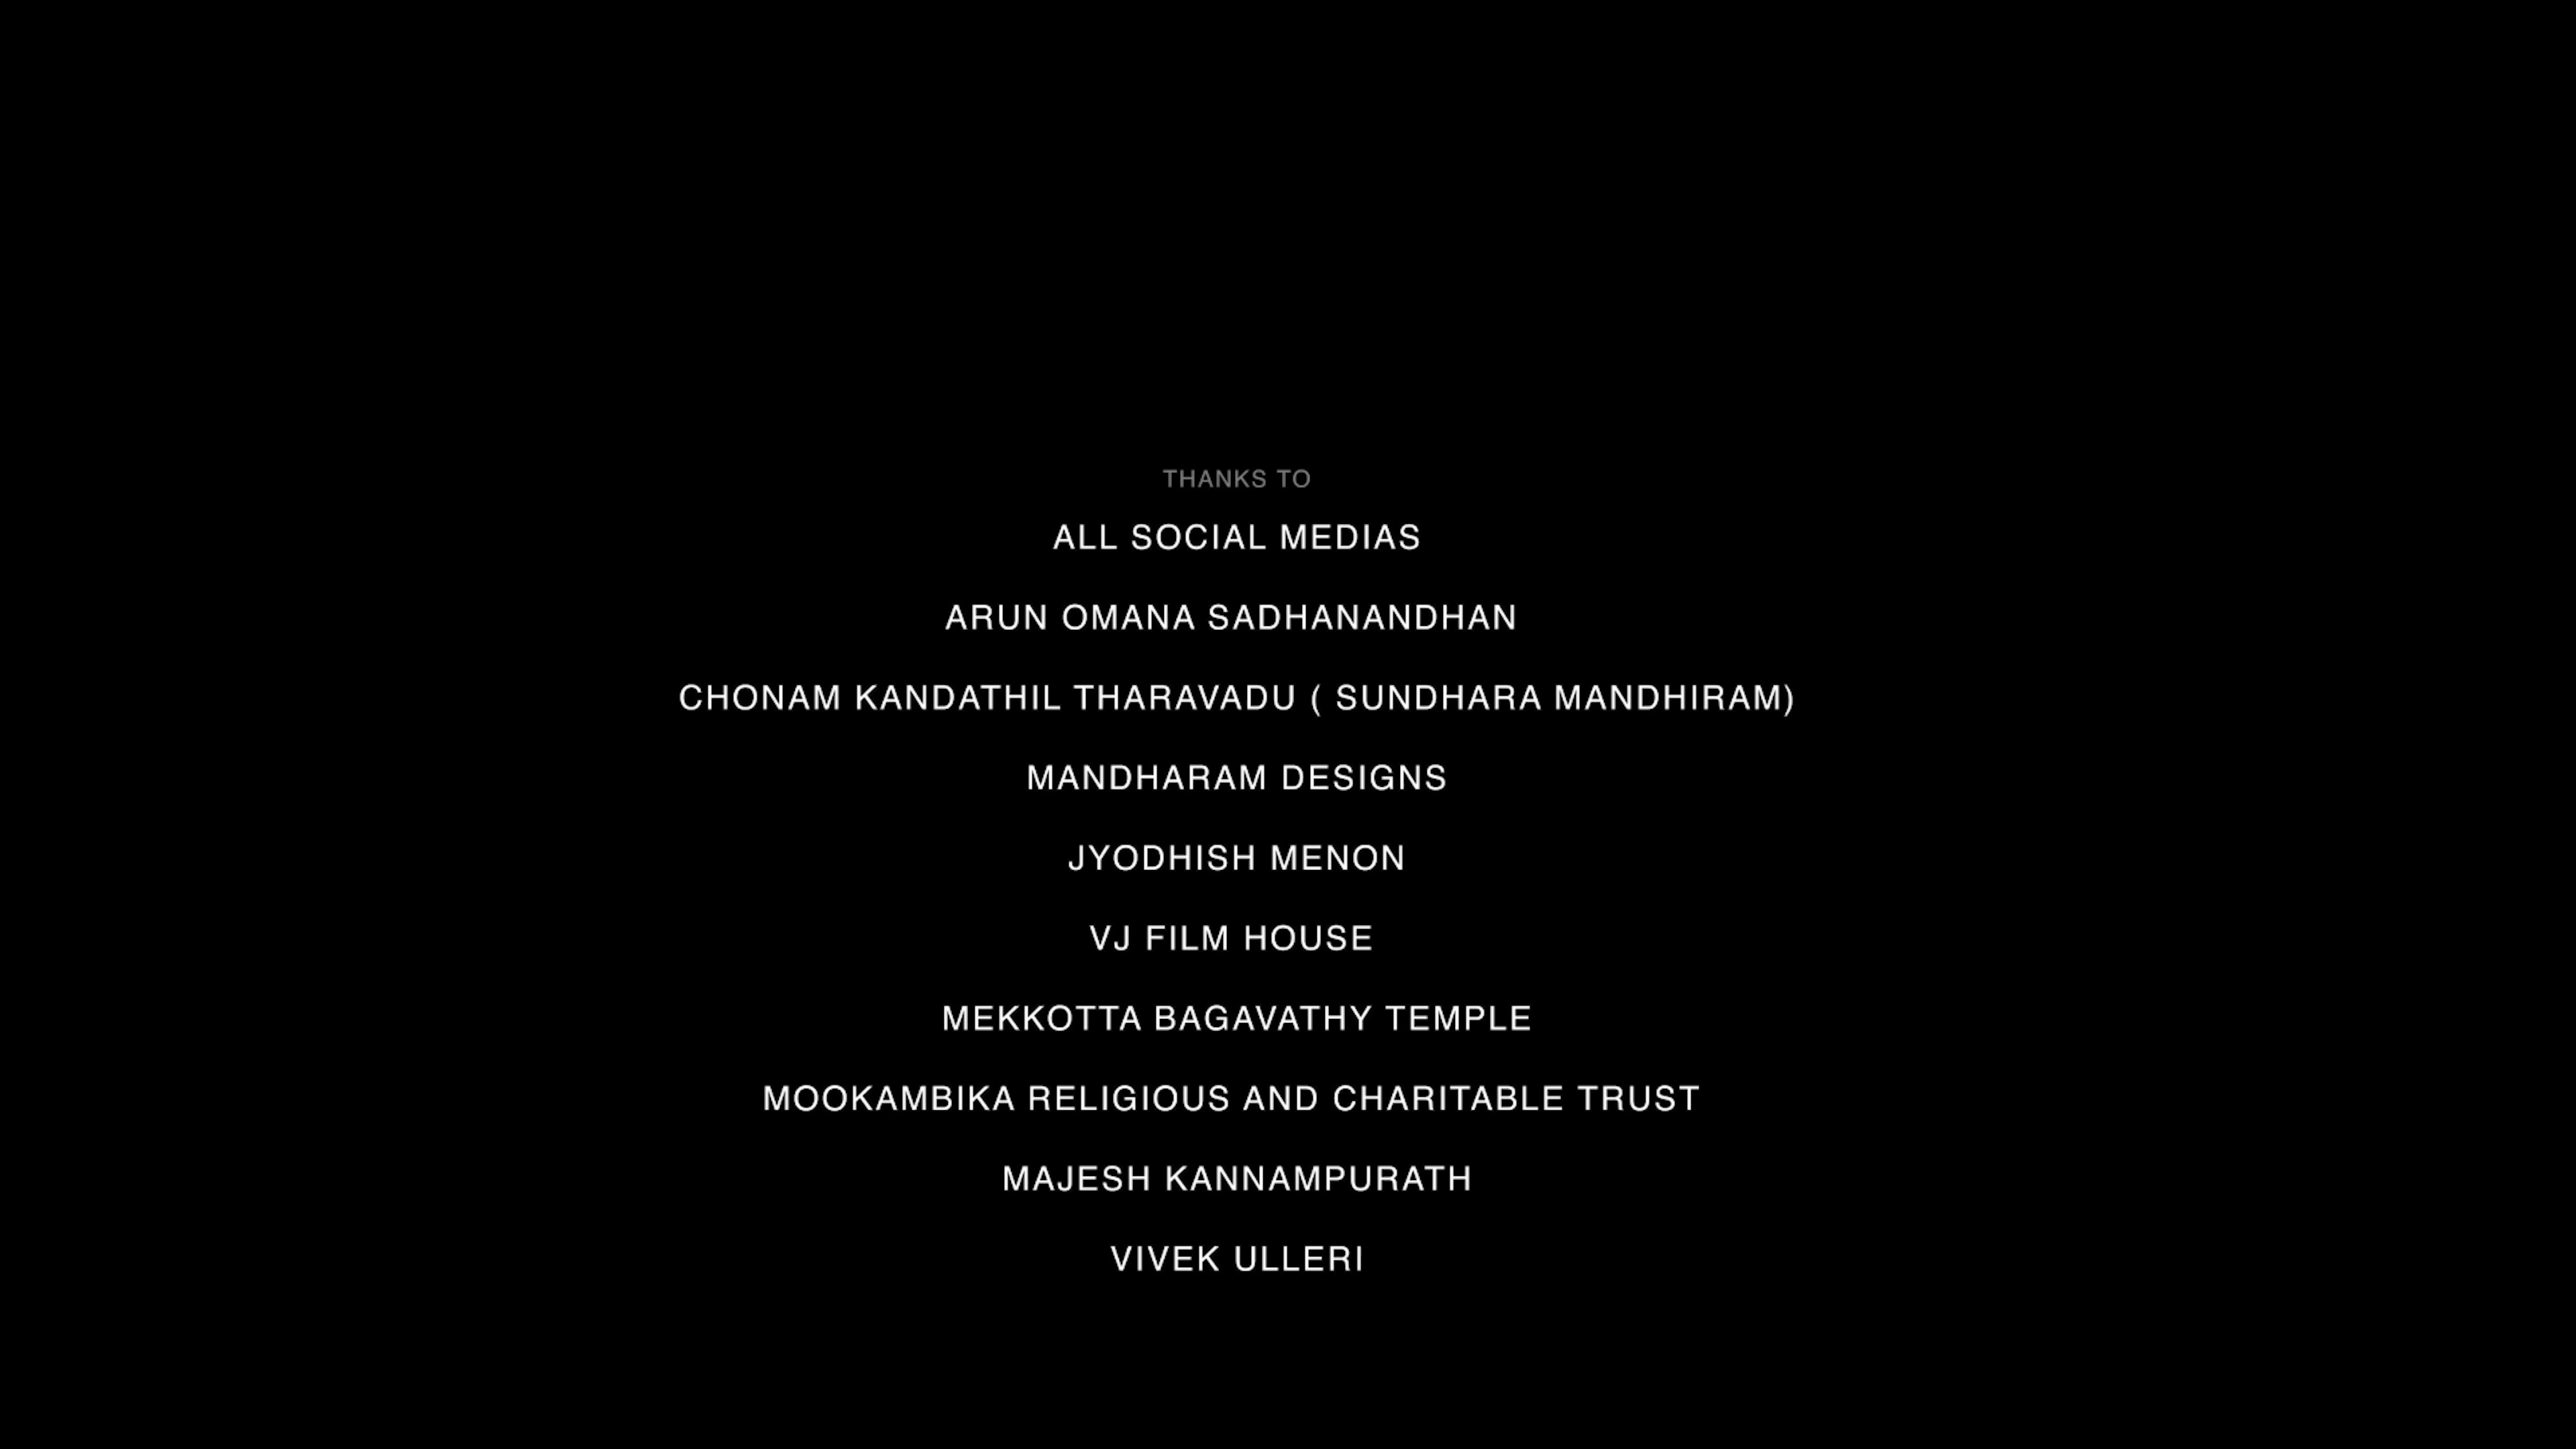 THANKS TO
ALL SOCIAL MEDIAS
ARUN OMANA SADHANANDHAN
CHONAM KANDATHIL THARAVADU ( SUNDHARA MANDHIRAM)
MANDHARAM DESIGNS
JYODHISH MENON
VJ FILM HOUSE
MEKKOTTA BAGAVATHY TEMPLE
MOOKAMBIKA RELIGIOUS AND CHARITABLE TRUST
MAJESH KANNAMPURATH
VIVEK ULLERI